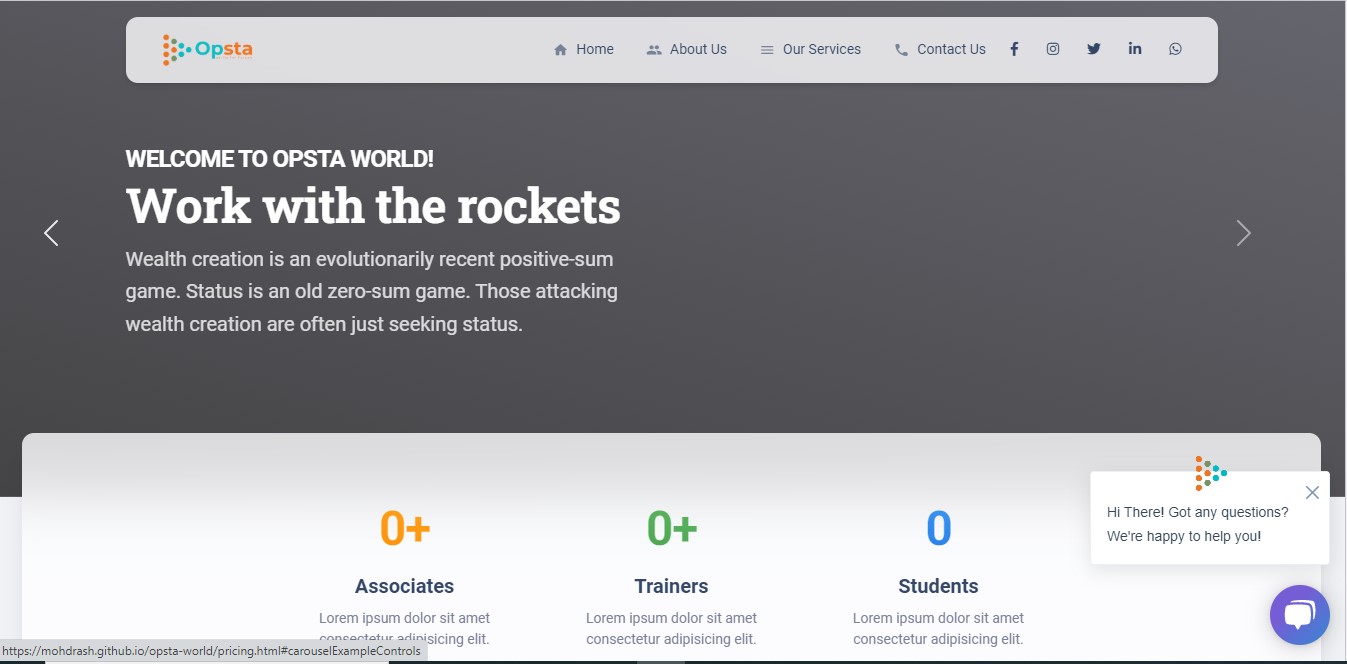 Opsta
Home
About Us
Our Services
Contact Us
WELCOME TO OPSTA WORLD!
Work with the rockets
Wealth creation is an evolutionarily recent positive-sum
game. Status is an old zero-sum game. Those attacking
wealth creation are often just seeking status.
0+
Associates
Lorem ipsum dolor sit amet
consectetur adipisicing elit.
0+
Trainers
Lorem ipsum dolor sit amet
consectetur adipisicing elit.
0
Students
Lorem ipsum dolor sit amet
consectetur adipisicing elit.
Hi There! Got any questions?
We're happy to help you!
https://mohdrash.github.io/opsta-world/pricing.html#carouselExampleControls